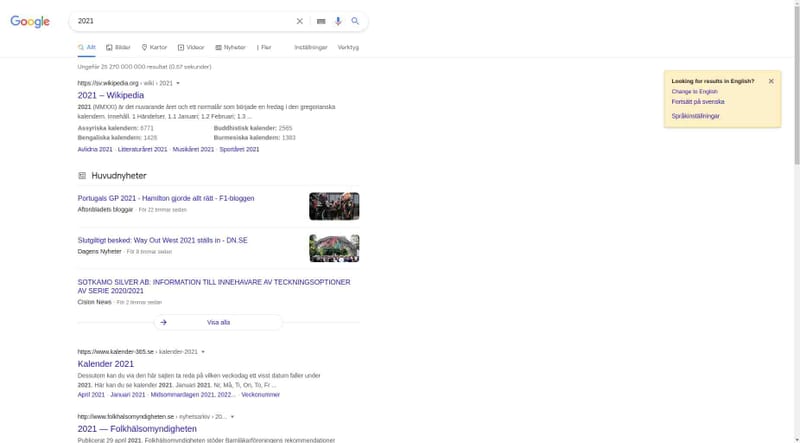 Google
2021
Allt Bilder Kartor Videor Nyheter Fler Inställningar Verktyg
Ungefär 25 270 000 000 resultat (0,67 sekunder)
Looking for results in English?
Change to English
Fortsätt på svenska
Språkinställningar
https://sv.wikipedia.org › wiki › 2021
2021 – Wikipedia
2021 (MMXXI) är det nuvarande året och ett normalår som började en fredag i den gregorianska
kalendern. Innehåll. 1 Händelser. 1.1 Januari; 1.2 Februari; 1.3 ...
Assyriska kalendern: 6771 Buddhistisk kalender: 2565
Bengaliska kalendern: 1428 Burmesiska kalendern: 1383
Avlidna 2021 · Litteraturåret 2021 · Musikåret 2021 · Sportåret 2021
Huvudnyheter
Portugals GP 2021 - Hamilton gjorde allt rätt - F1-bloggen
Aftonbladets bloggar · För 22 timmar sedan
Slutgiltigt besked: Way Out West 2021 ställs in - DN.SE
Dagens Nyheter · För 8 timmar sedan
SOTKAMO SILVER AB: INFORMATION TILL INNEHAVARE AV TECKNINGSOPTIONER
AV SERIE 2020/2021
Cision News · För 2 timmar sedan
Visa alla
https://www.kalender-365.se › kalender-2021
Kalender 2021
Dessutom kan du via den här sajten ta reda på vilken veckodag ett visst datum faller under
2021. Här kan du se kalender 2021. Januari 2021. Nr, Må, Ti, On, To, Fr ...
April 2021 · Januari 2021 · Midsommardagen 2021, 2022... · Veckonummer
http://www.folkhalsomyndigheten.se › nyhetsarkiv › 20...
2021 — Folkhälsomyndigheten
Publicerat 29 april 2021. Folkhälsomyndigheten stöder Barnläkarföreningens rekommendationer